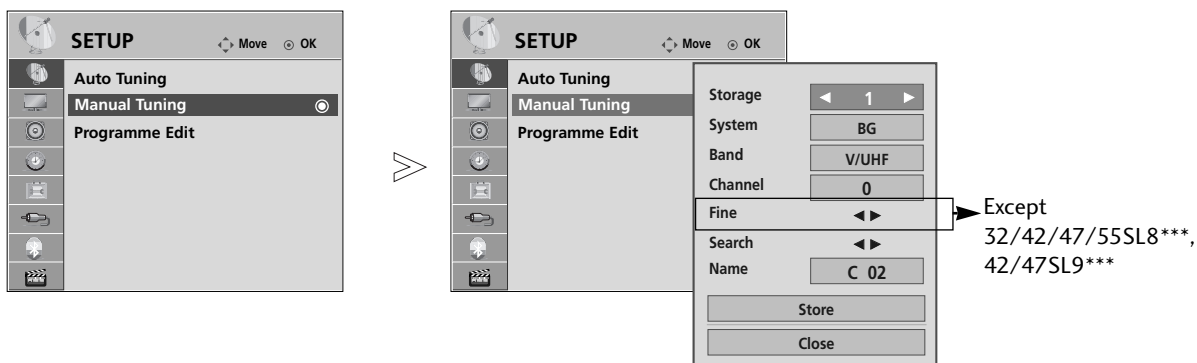 SETUP Move OK
Auto Tuning
Manual Tuning
Programme Edit
SETUP Move OK
Auto Tuning
Manual Tuning
Programme Edit
Storage ◀ 1 ▶
System BG
Band V/UHF
Channel 0
Fine ◀ ▶
Search ◀ ▶
Name C 02
Store
Close
Except
32/42/47/55SL8***,
42/47SL9***